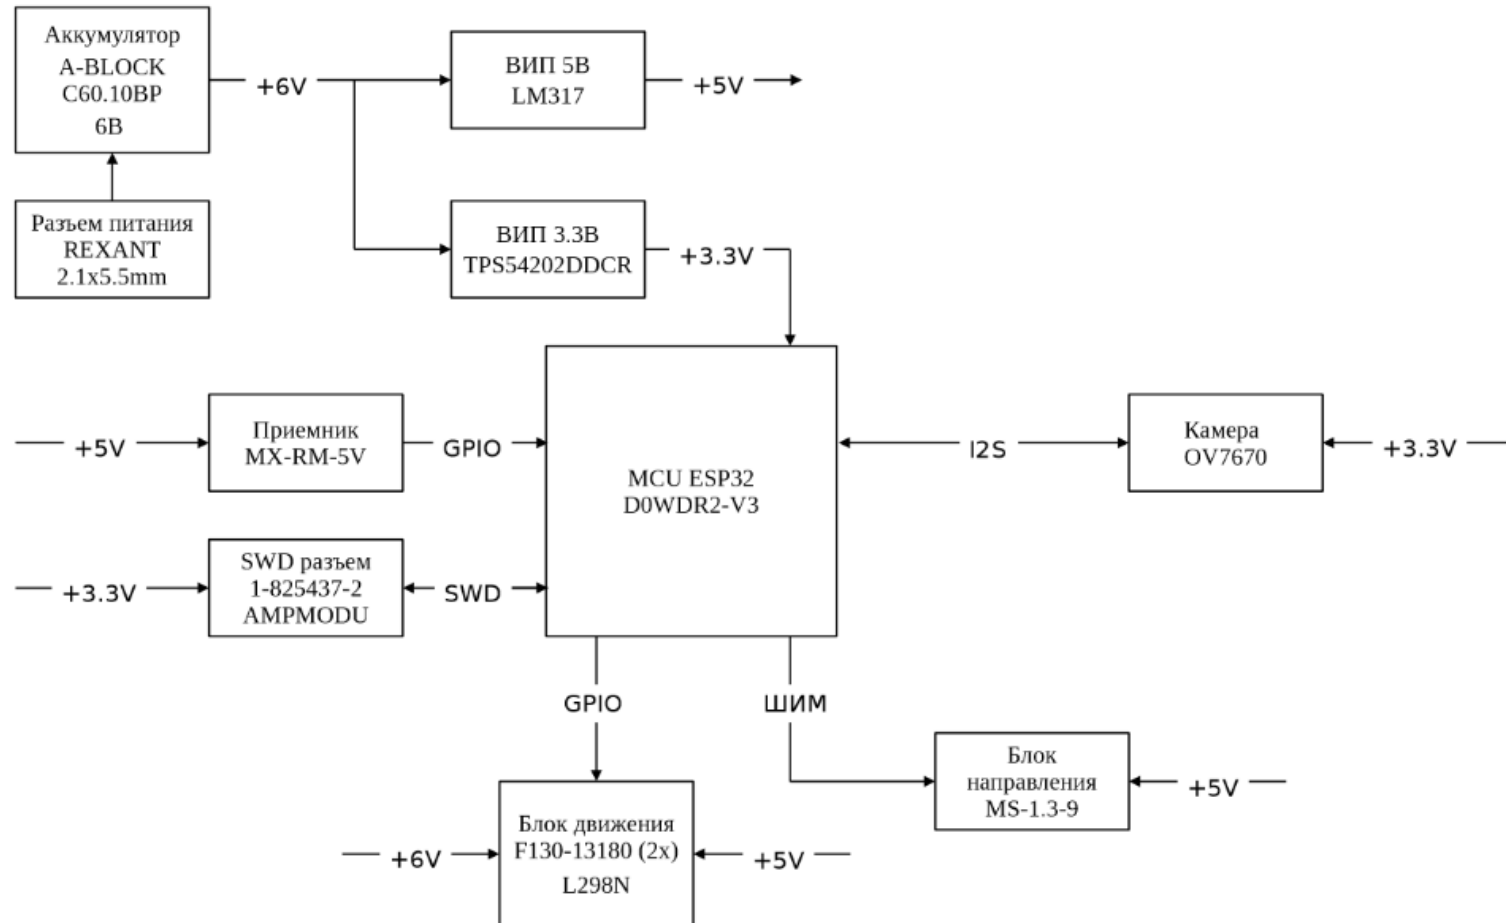 Аккумулятор
A-BLOCK
C60.10BP
6В
+6V
ВИП 5В
LM317
+5V
Разъем питания
REXANT
2.1x5.5mm
ВИП 3.3В
TPS54202DDCR
+3.3V
+5V
Приемник
MX-RM-5V
GPIO
MCU ESP32
D0WDR2-V3
I2S
Камера
OV7670
+3.3V
+3.3V
SWD разъем
1-825437-2
AMPMODU
SWD
GPIO
ШИМ
Блок
направления
MS-1.3-9
+5V
+6V
Блок движения
F130-13180 (2x)
L298N
+5V